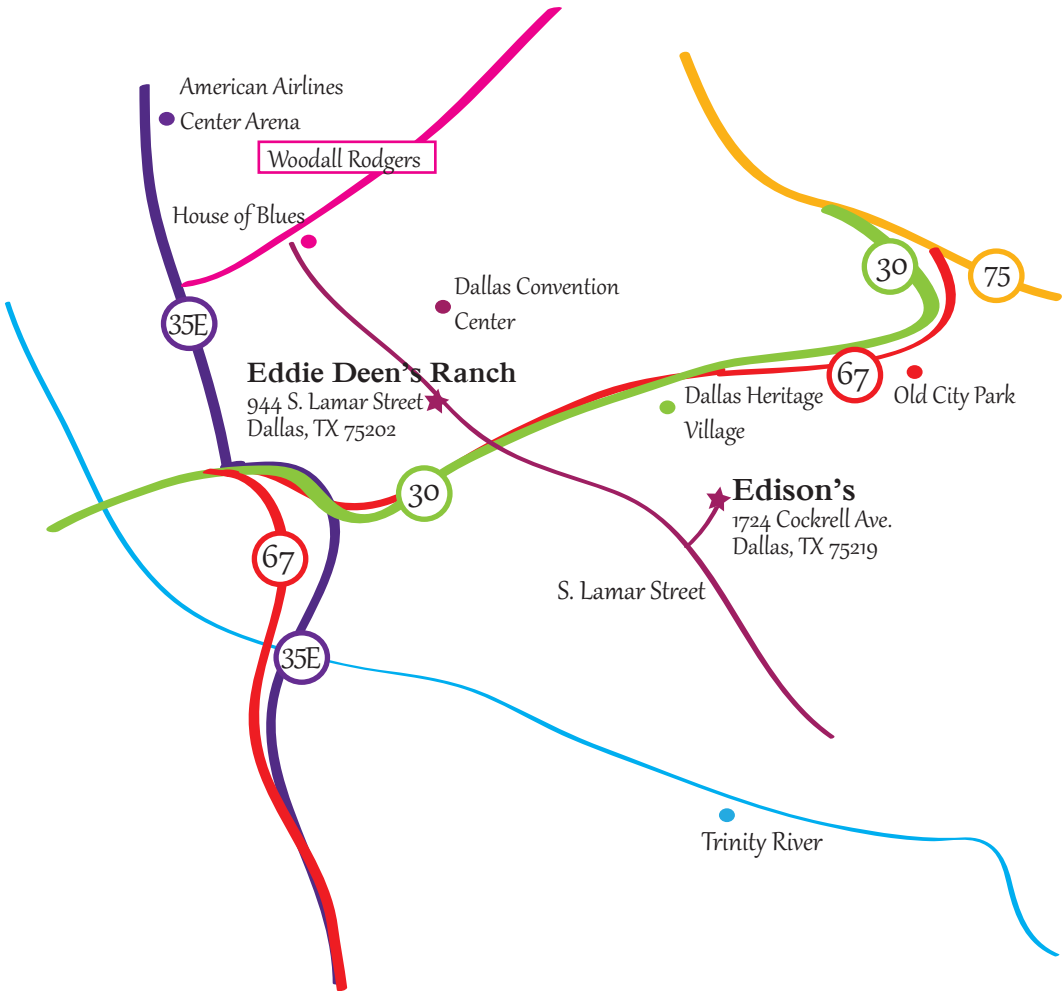 American Airlines
Center Arena
Woodall Rodgers
House of Blues
30
75
Dallas Convention
Center
35E
Eddie Deen's Ranch
944 S. Lamar Street
Dallas, TX 75202
67
Dallas Heritage
Village
Old City Park
30
Edison's
1724 Cockrell Ave.
Dallas, TX 75219
67
S. Lamar Street
35E
Trinity River